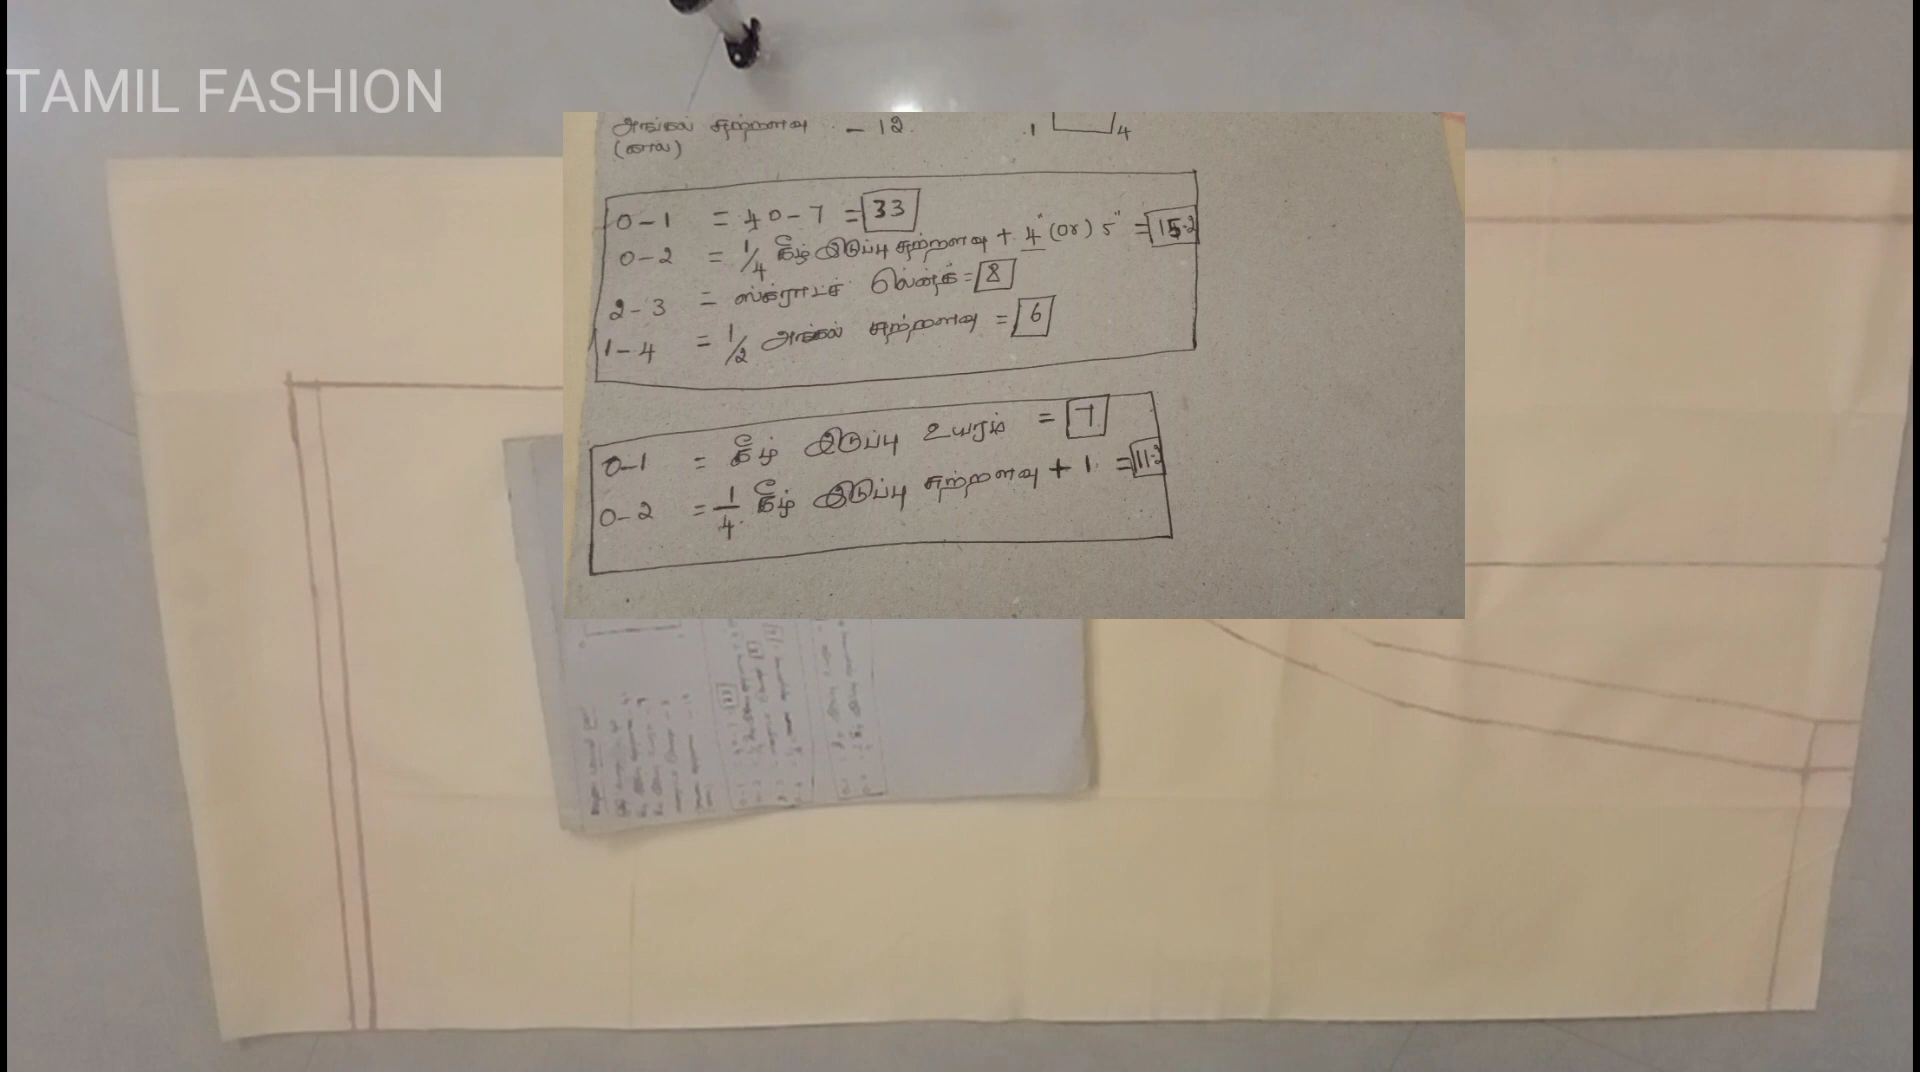 TAMIL FASHION
அங்கில் சுற்றளவு - 12.
(கால்)
1 4
0-1 = 40-7 = 33
0-2 = 1/4 கீழ் இடுப்பு சுற்றளவு + 4" (or) 5" = 15.2
2-3 = ஸ்க்ராட்ச் லென்த் = 8
1-4 = 1/2 அங்கில் சுற்றளவு = 6
0-1 = கீழ் இடுப்பு உயரம் = 7
0-2 = 1/4 கீழ் இடுப்பு சுற்றளவு + 1. = 11.2